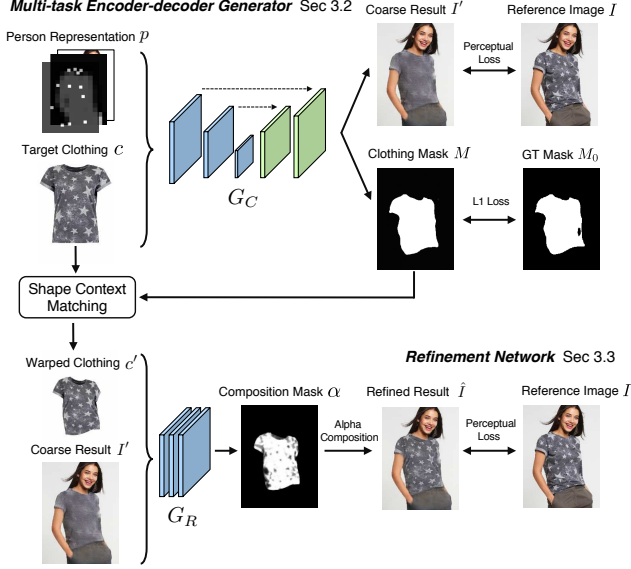 Multi-task Encoder-decoder Generator Sec 3.2
Person Representation p
Target Clothing c
G_C
Coarse Result I′
Perceptual
Loss
Reference Image I
Clothing Mask M
L1 Loss
GT Mask M_0
Shape Context
Matching
Refinement Network Sec 3.3
Warped Clothing c′
Coarse Result I′
G_R
Composition Mask α
Alpha
Composition
Refined Result Î
Perceptual
Loss
Reference Image I